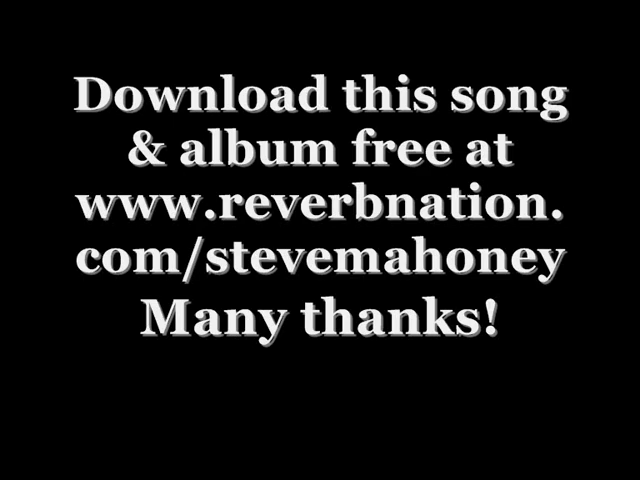 Download this song
& album free at
www.reverbnation.
com/stevemahoney
Many thanks!